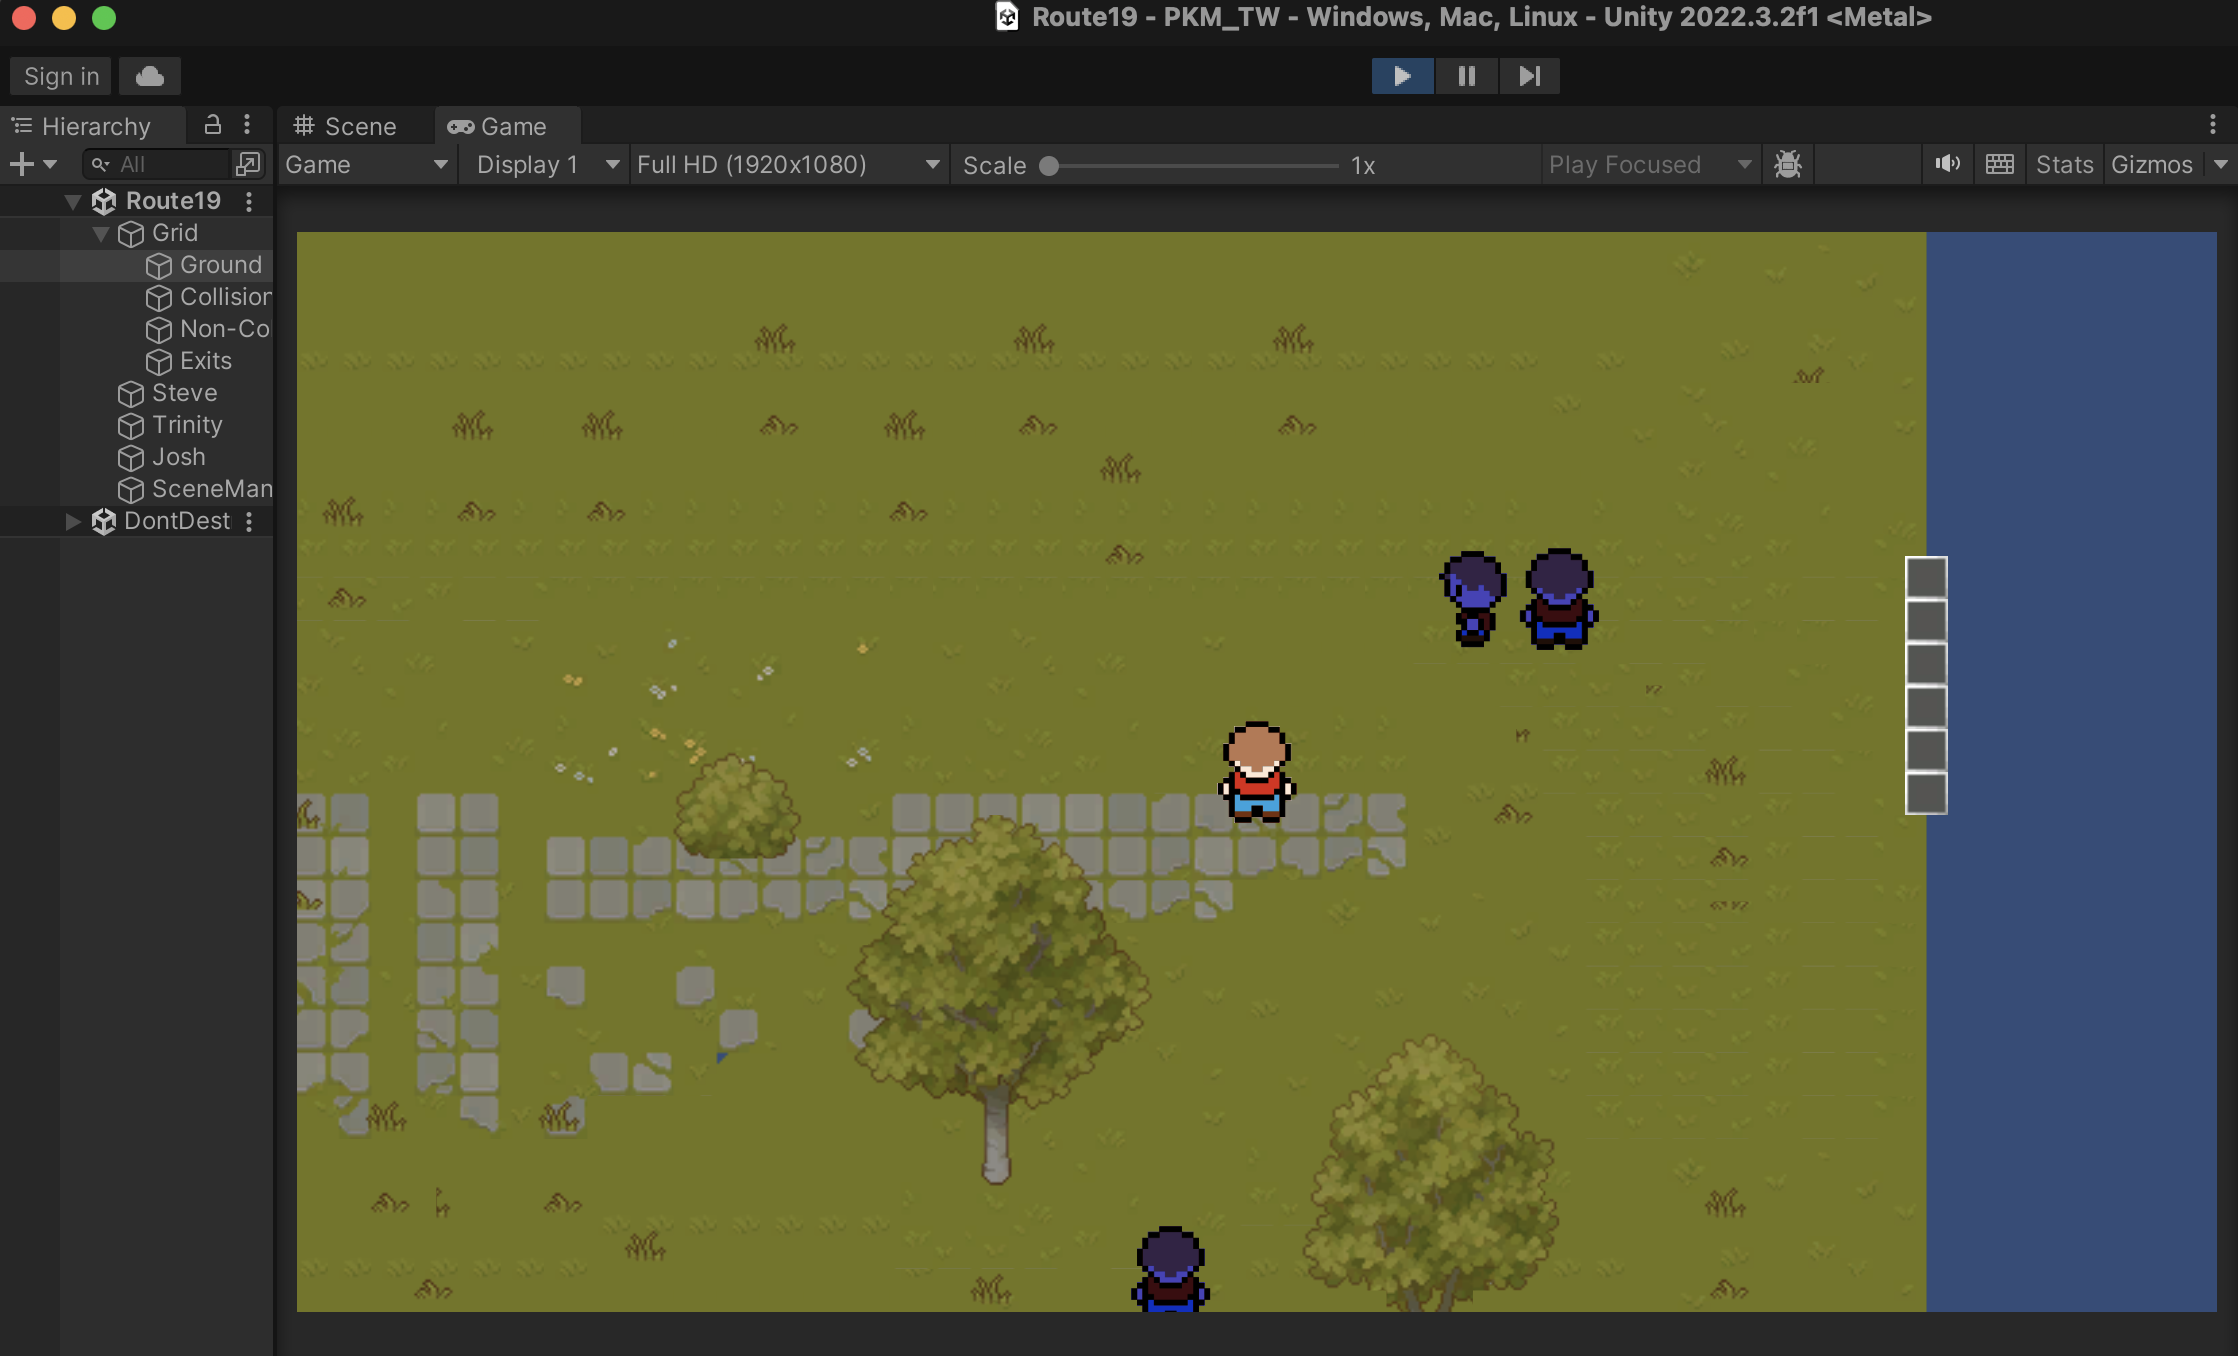 Route19 - PKM_TW - Windows, Mac, Linux - Unity 2022.3.2f1 <Metal>
Sign in
Hierarchy
Scene
Game
All
Game
Display 1
Full HD (1920x1080)
Scale
1x
Play Focused
Stats
Gizmos
Route19
Grid
Ground
Collision
Non-Co
Exits
Steve
Trinity
Josh
SceneMan
DontDest